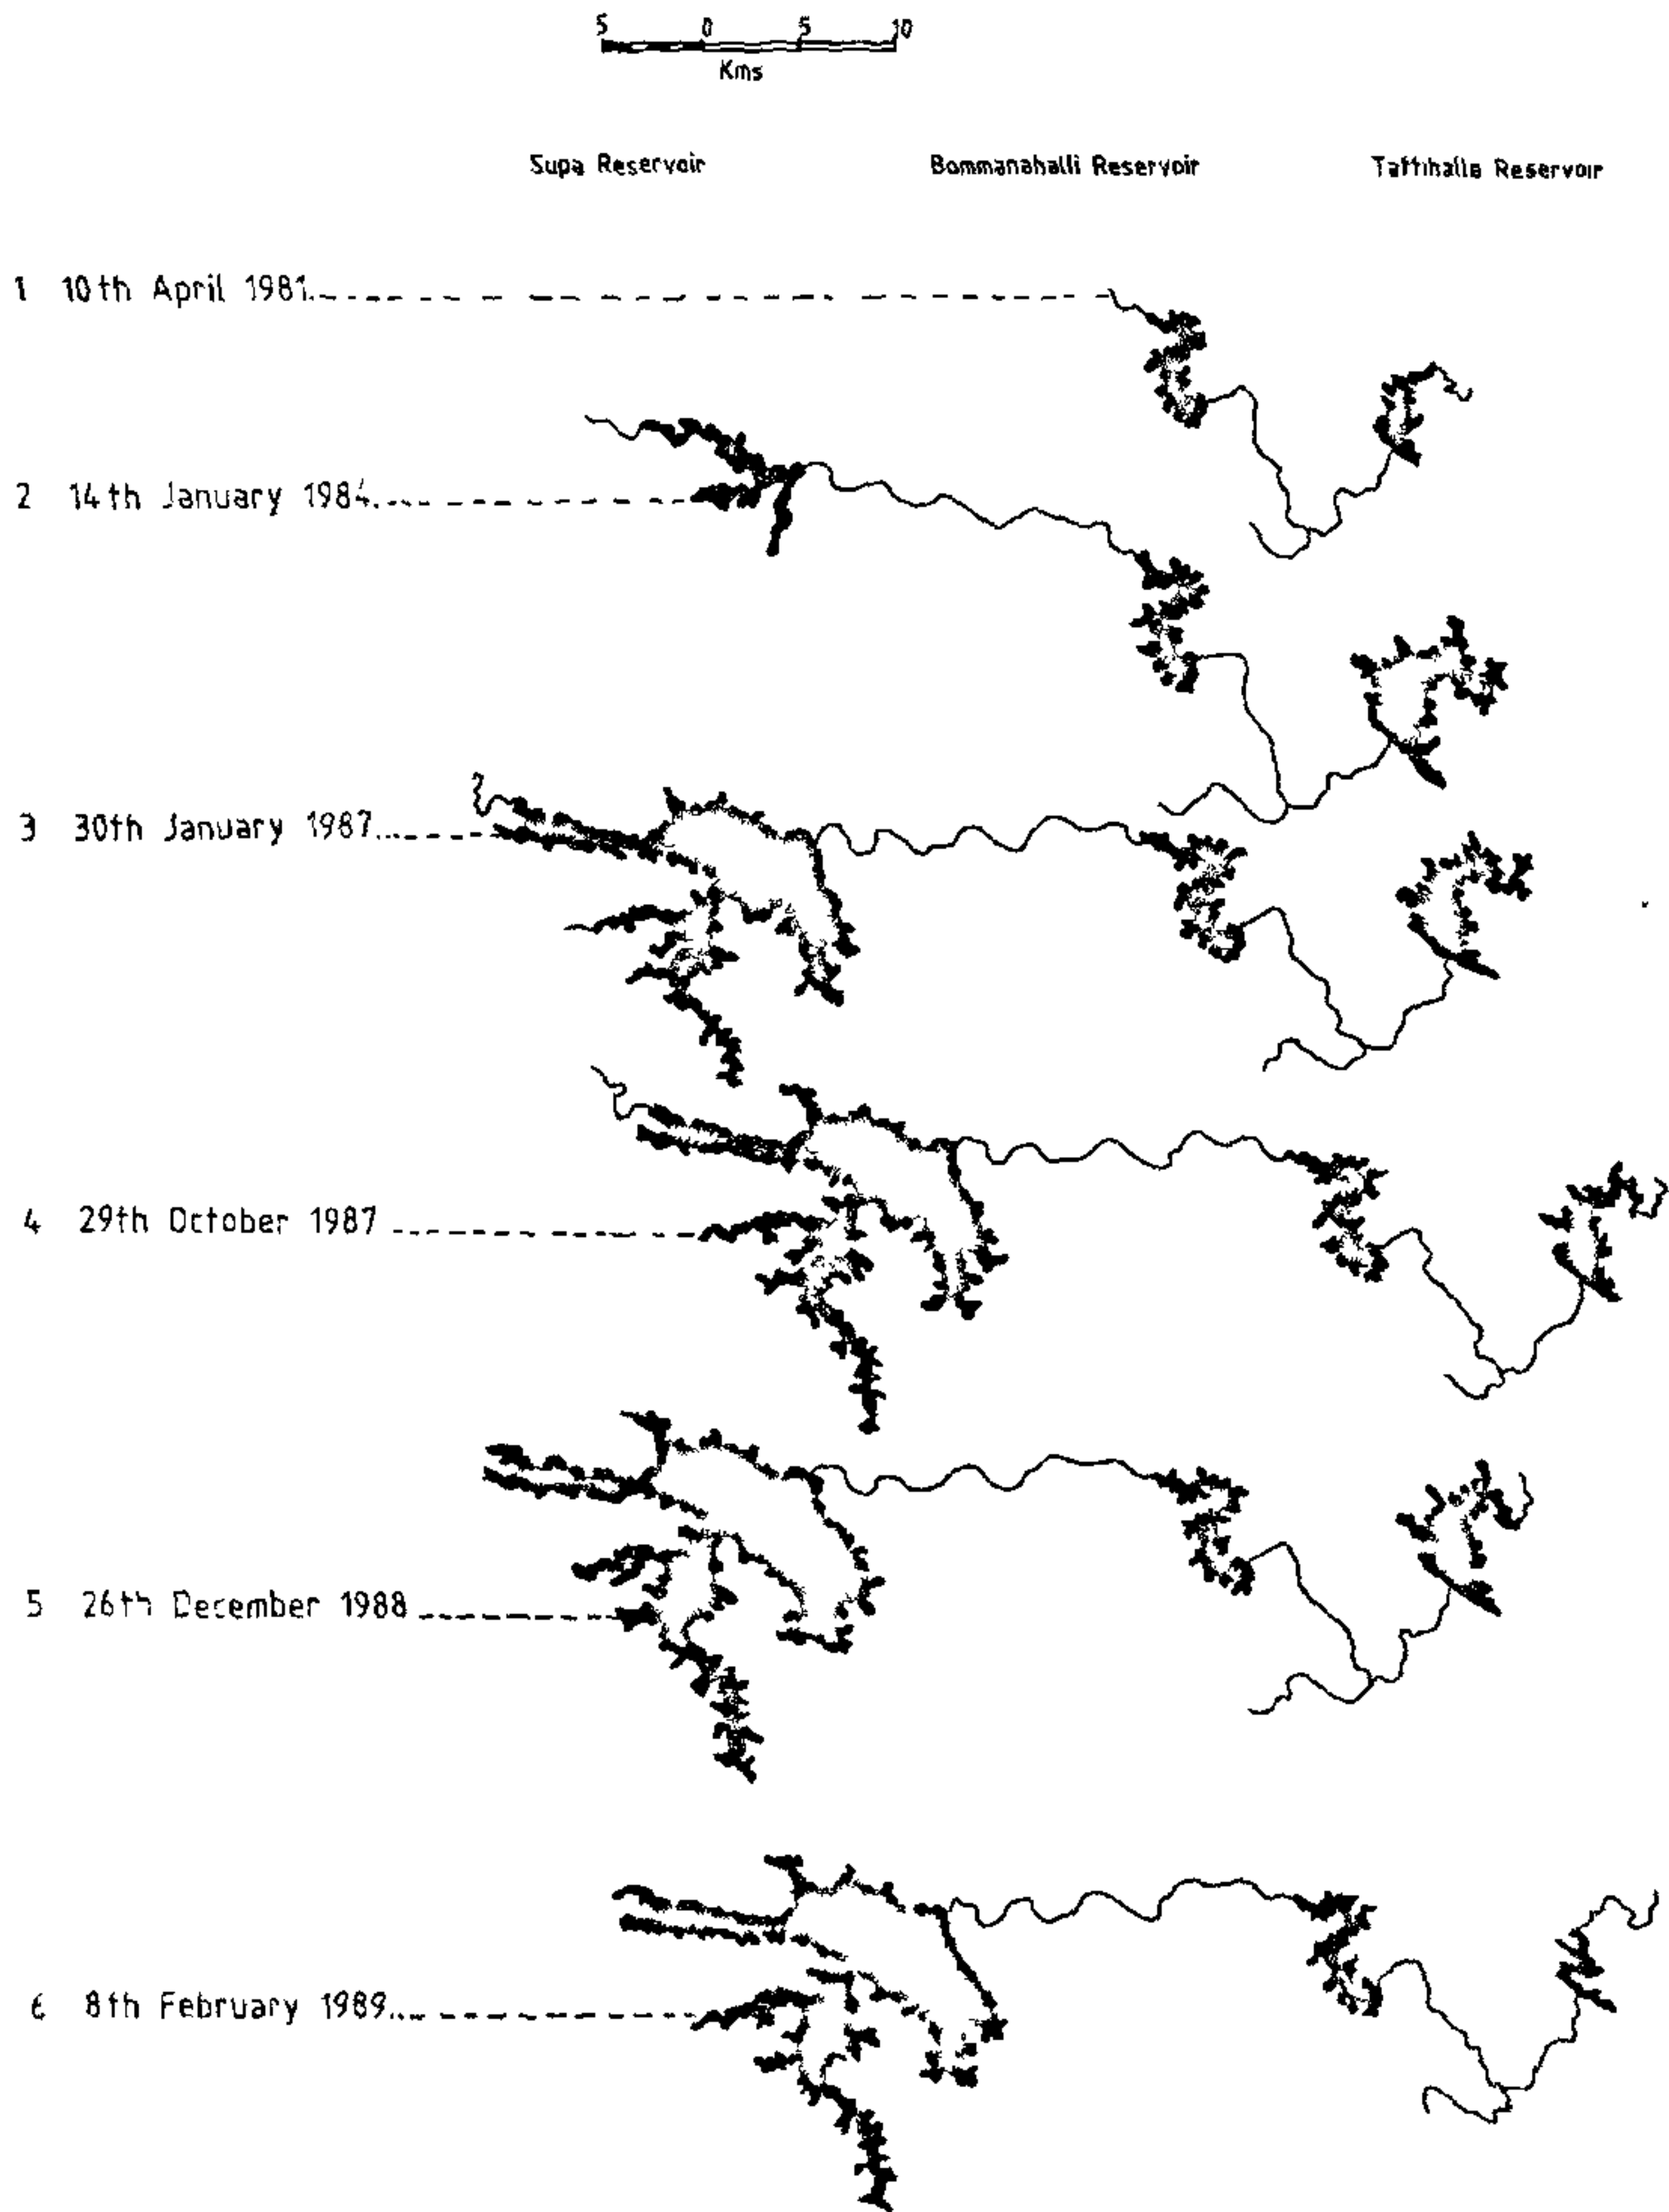 5 0 5 10
Kms
Supa Reservoir Bommanahalli Reservoir Tattihalla Reservoir
1 10th April 1981
2 14th January 1984
3 30th January 1987
4 29th October 1987
5 26th December 1988
6 8th February 1989